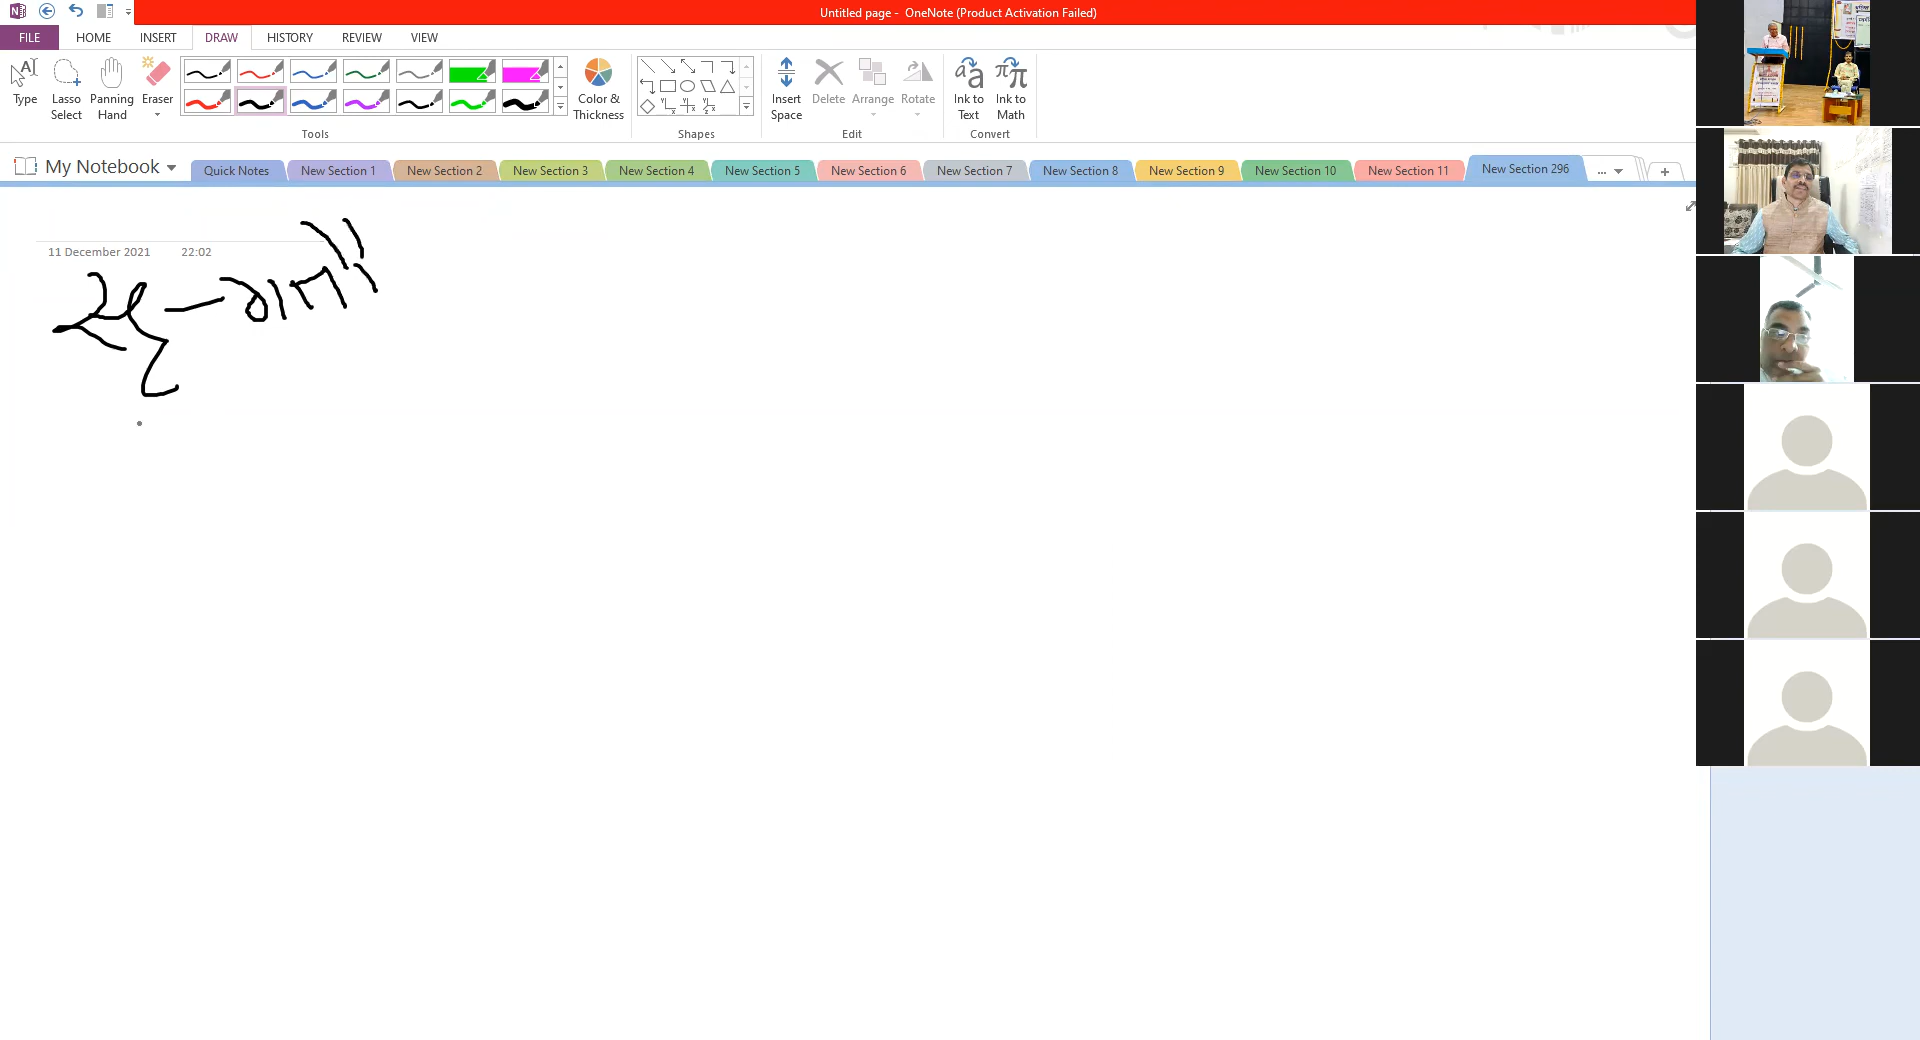 Untitled page - OneNote (Product Activation Failed)
FILE HOME INSERT DRAW HISTORY REVIEW VIEW
Type
Lasso Select
Panning Hand
Eraser
Color & Thickness
Insert Space
Delete
Arrange
Rotate
Ink to Text
Ink to Math
Tools Shapes Edit Convert
My Notebook Quick Notes New Section 1 New Section 2 New Section 3 New Section 4 New Section 5 New Section 6 New Section 7 New Section 8 New Section 9 New Section 10 New Section 11 New Section 296 ...
11 December 2021 22:02